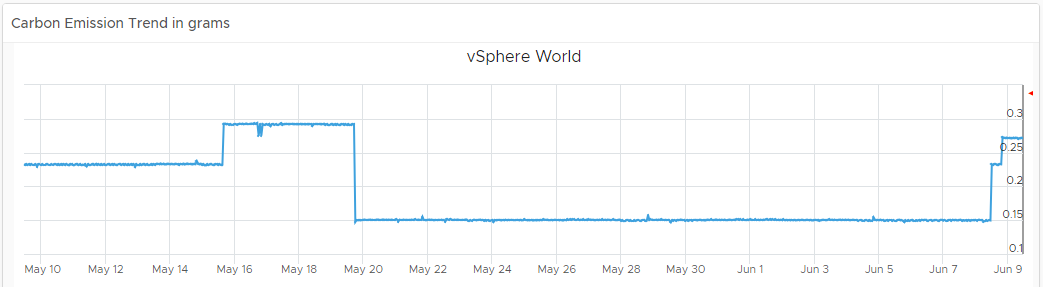 Carbon Emission Trend in grams
vSphere World
0.3
0.25
0.2
0.15
0.1
May 10 May 12 May 14 May 16 May 18 May 20 May 22 May 24 May 26 May 28 May 30 Jun 1 Jun 3 Jun 5 Jun 7 Jun 9